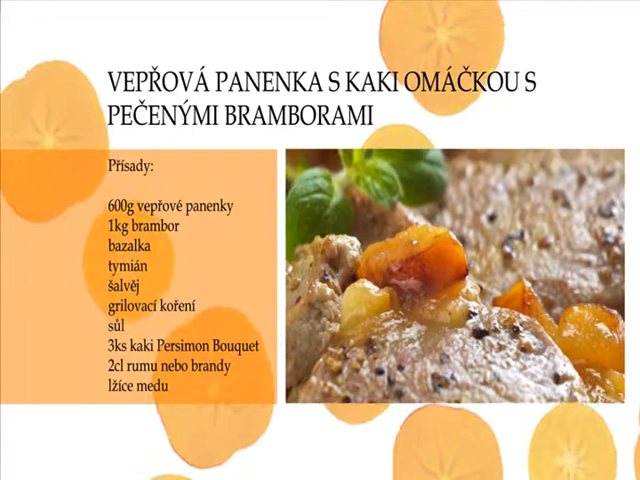 VEPŘOVÁ PANENKA S KAKI OMÁČKOU S
PEČENÝMI BRAMBORAMI
Přísady:
600g vepřové panenky
1kg brambor
bazalka
tymián
šalvěj
grilovací koření
sůl
3ks kaki Persimon Bouquet
2cl rumu nebo brandy
lžíce medu